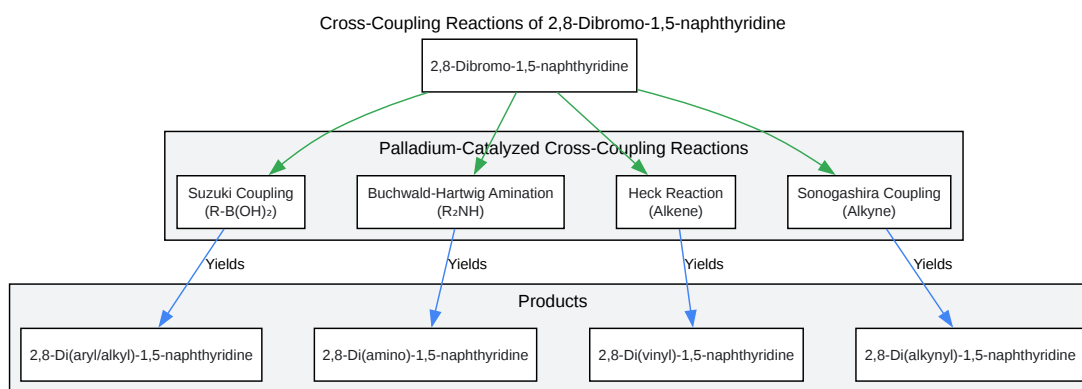 Cross-Coupling Reactions of 2,8-Dibromo-1,5-naphthyridine
2,8-Dibromo-1,5-naphthyridine
Palladium-Catalyzed Cross-Coupling Reactions
Suzuki Coupling
(R-B(OH)₂)
Buchwald-Hartwig Amination
(R₂NH)
Heck Reaction
(Alkene)
Sonogashira Coupling
(Alkyne)
Yields
Yields
Yields
Yields
Products
2,8-Di(aryl/alkyl)-1,5-naphthyridine
2,8-Di(amino)-1,5-naphthyridine
2,8-Di(vinyl)-1,5-naphthyridine
2,8-Di(alkynyl)-1,5-naphthyridine